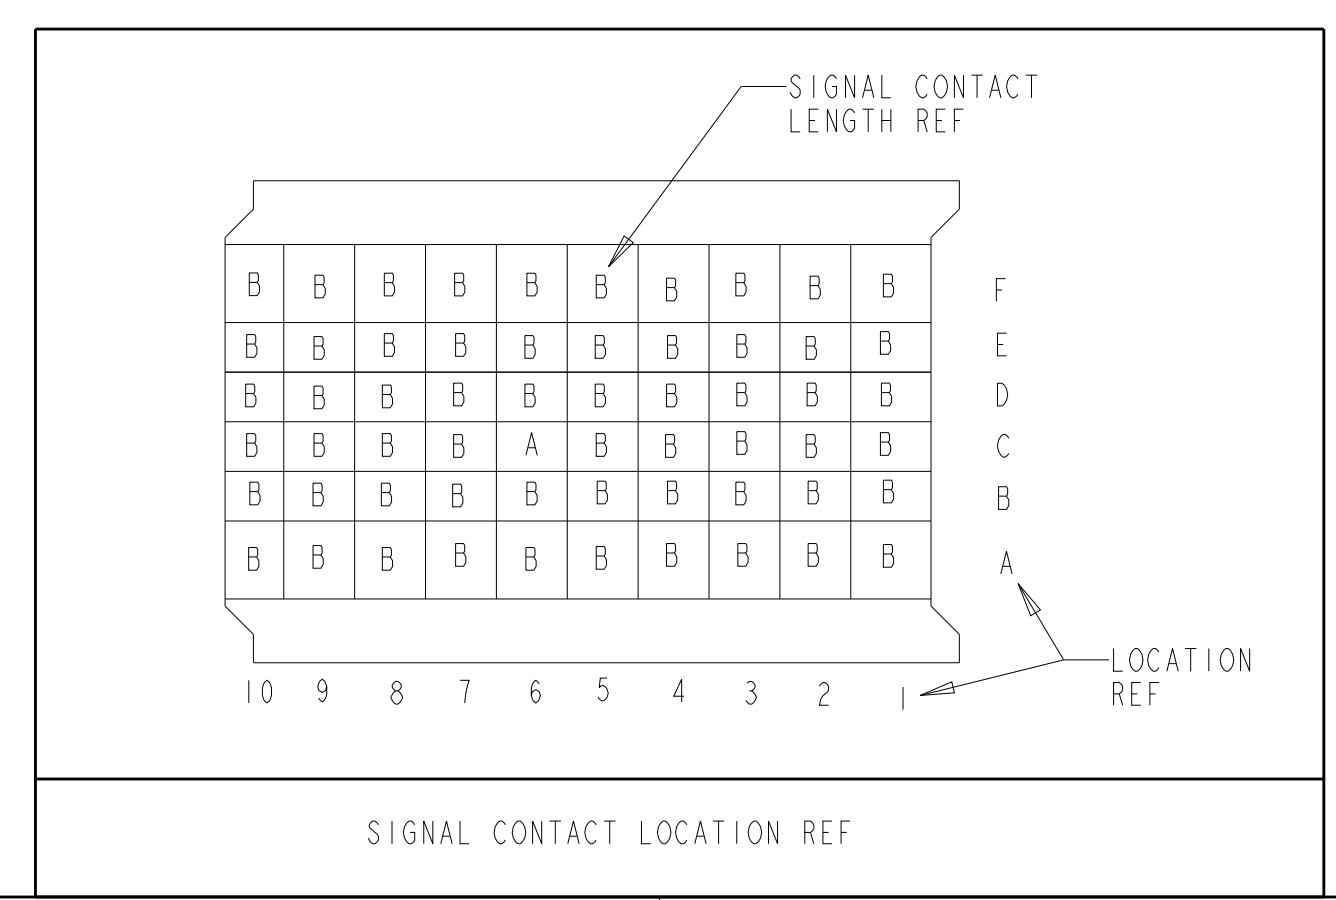 SIGNAL CONTACT
LENGTH REF
B B B B B B B B B B F
B B B B B B B B B B E
B B B B B B B B B B D
B B B B A B B B B B C
B B B B B B B B B B B
B B B B B B B B B B A
LOCATION
REF
10 9 8 7 6 5 4 3 2 1
SIGNAL CONTACT LOCATION REF